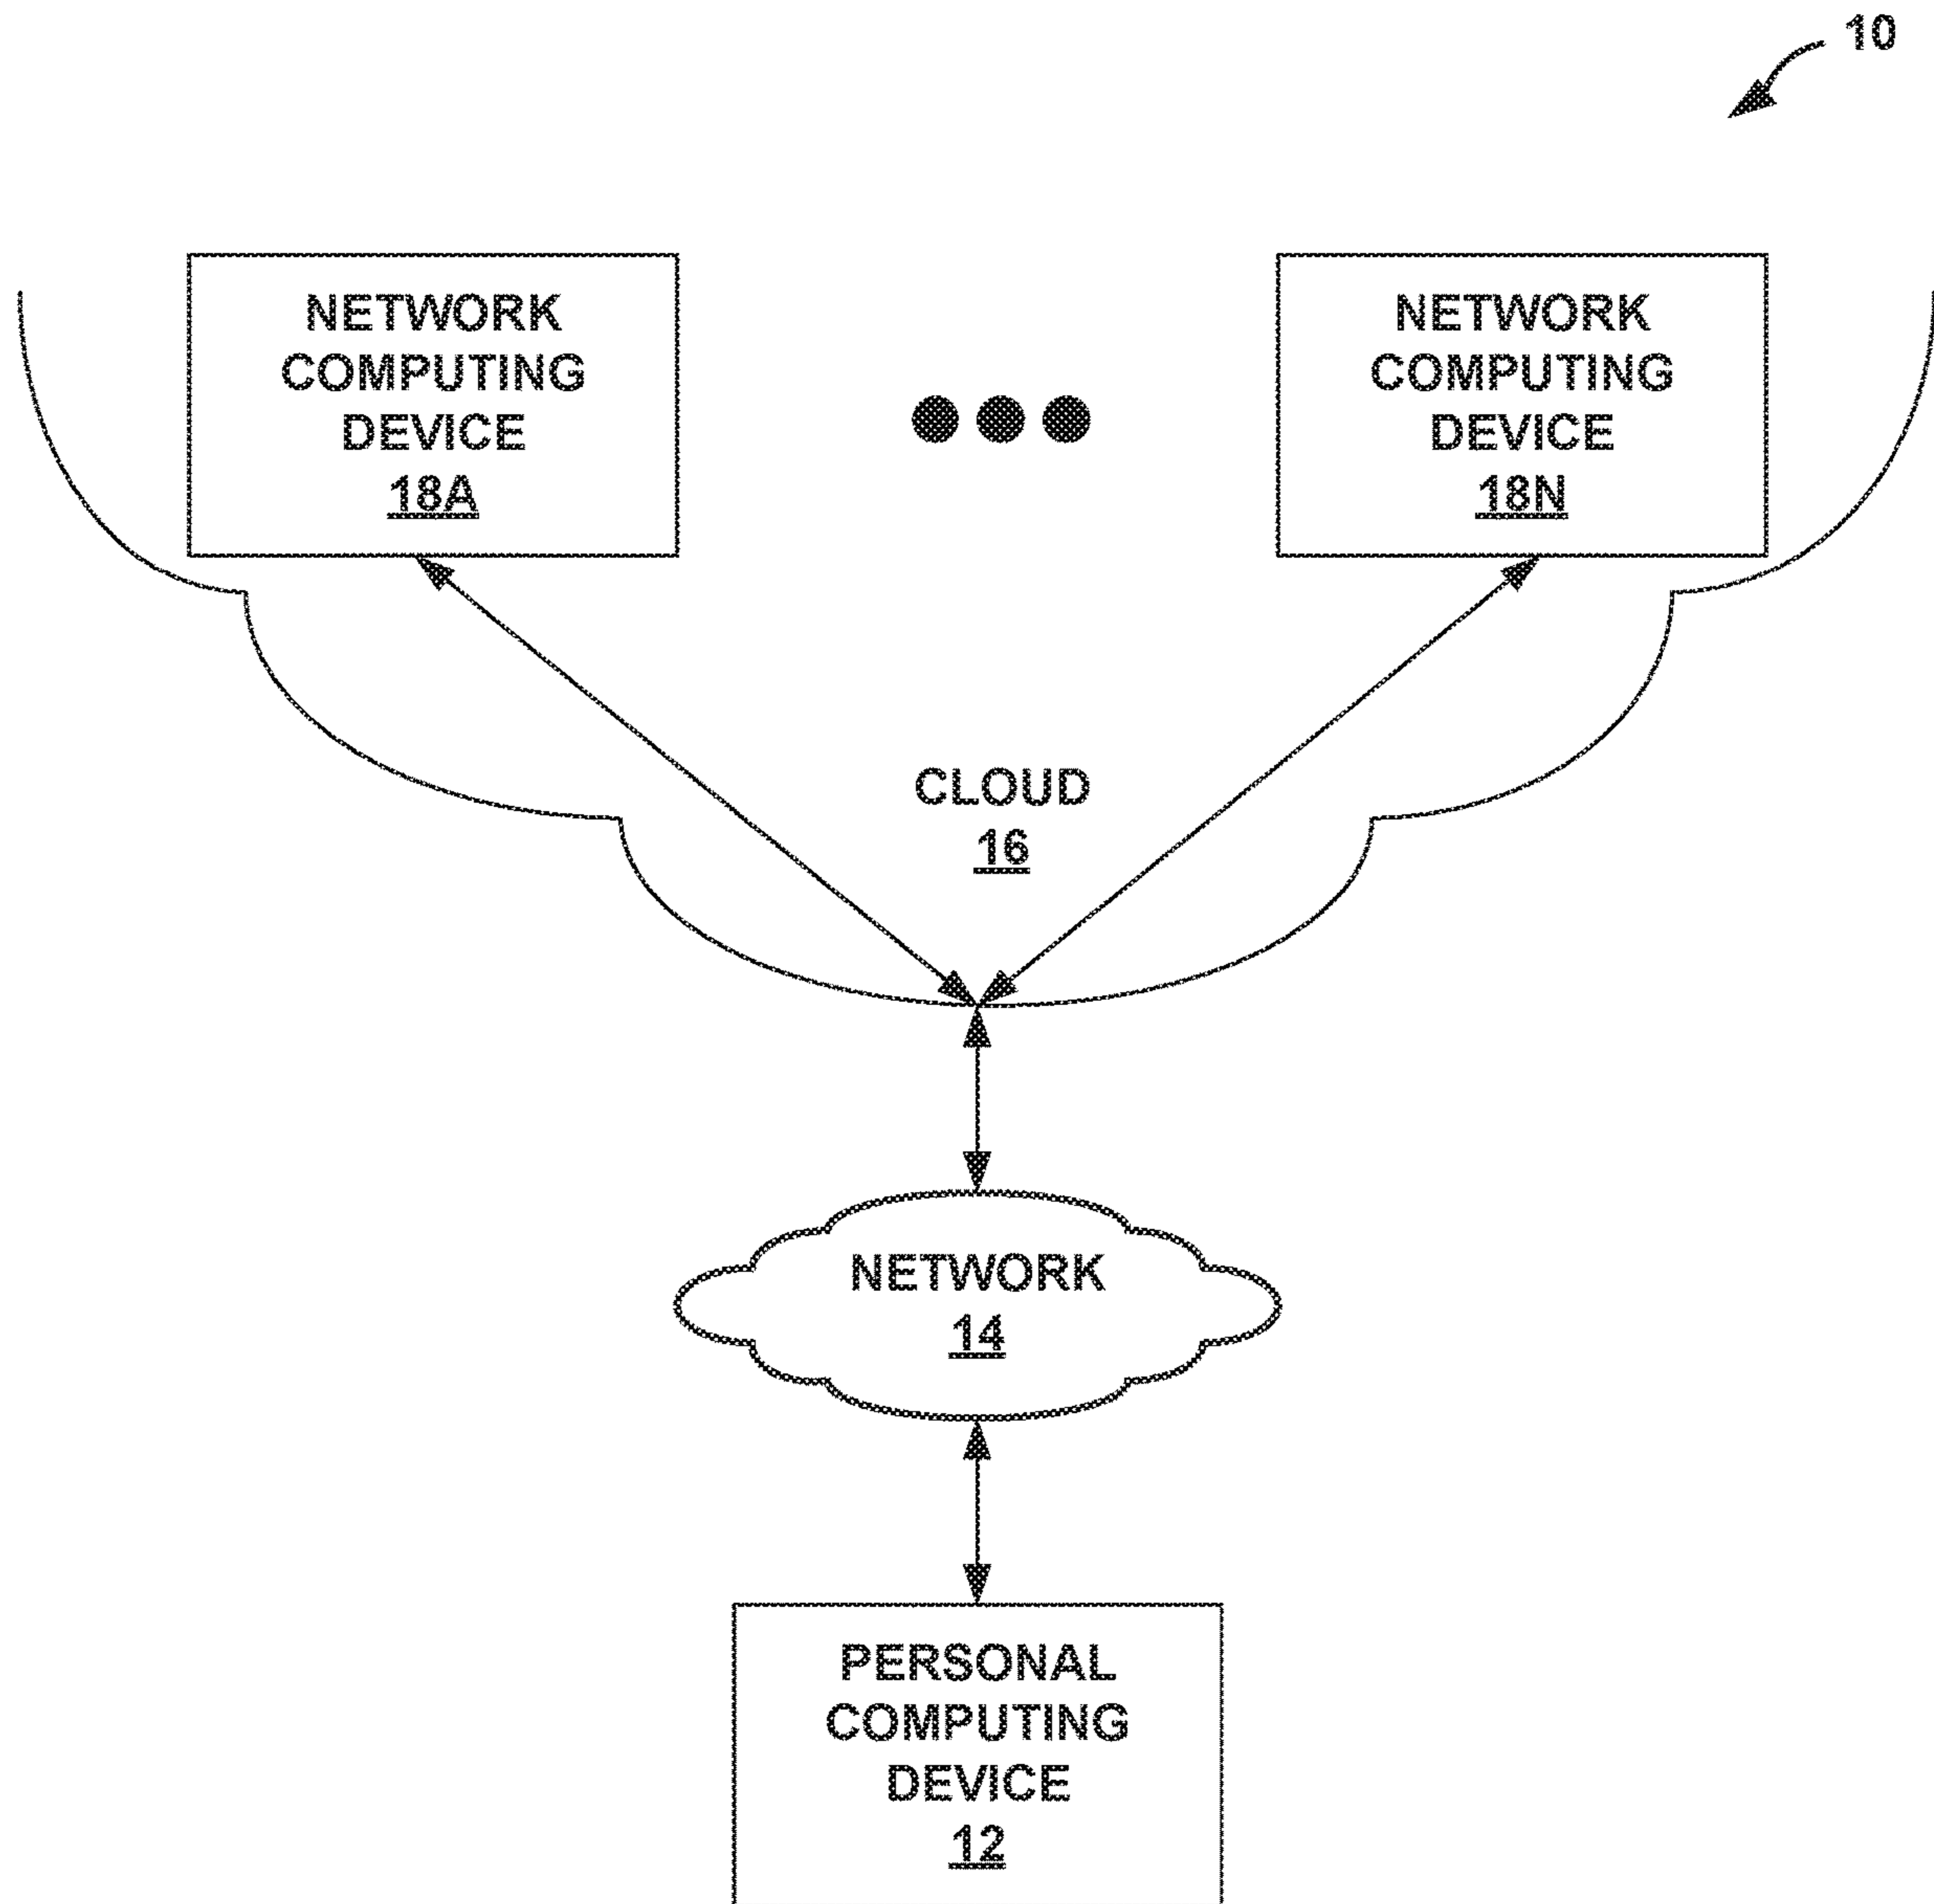 10
NETWORK
COMPUTING
DEVICE
18A
NETWORK
COMPUTING
DEVICE
18N
CLOUD
16
NETWORK
14
PERSONAL
COMPUTING
DEVICE
12